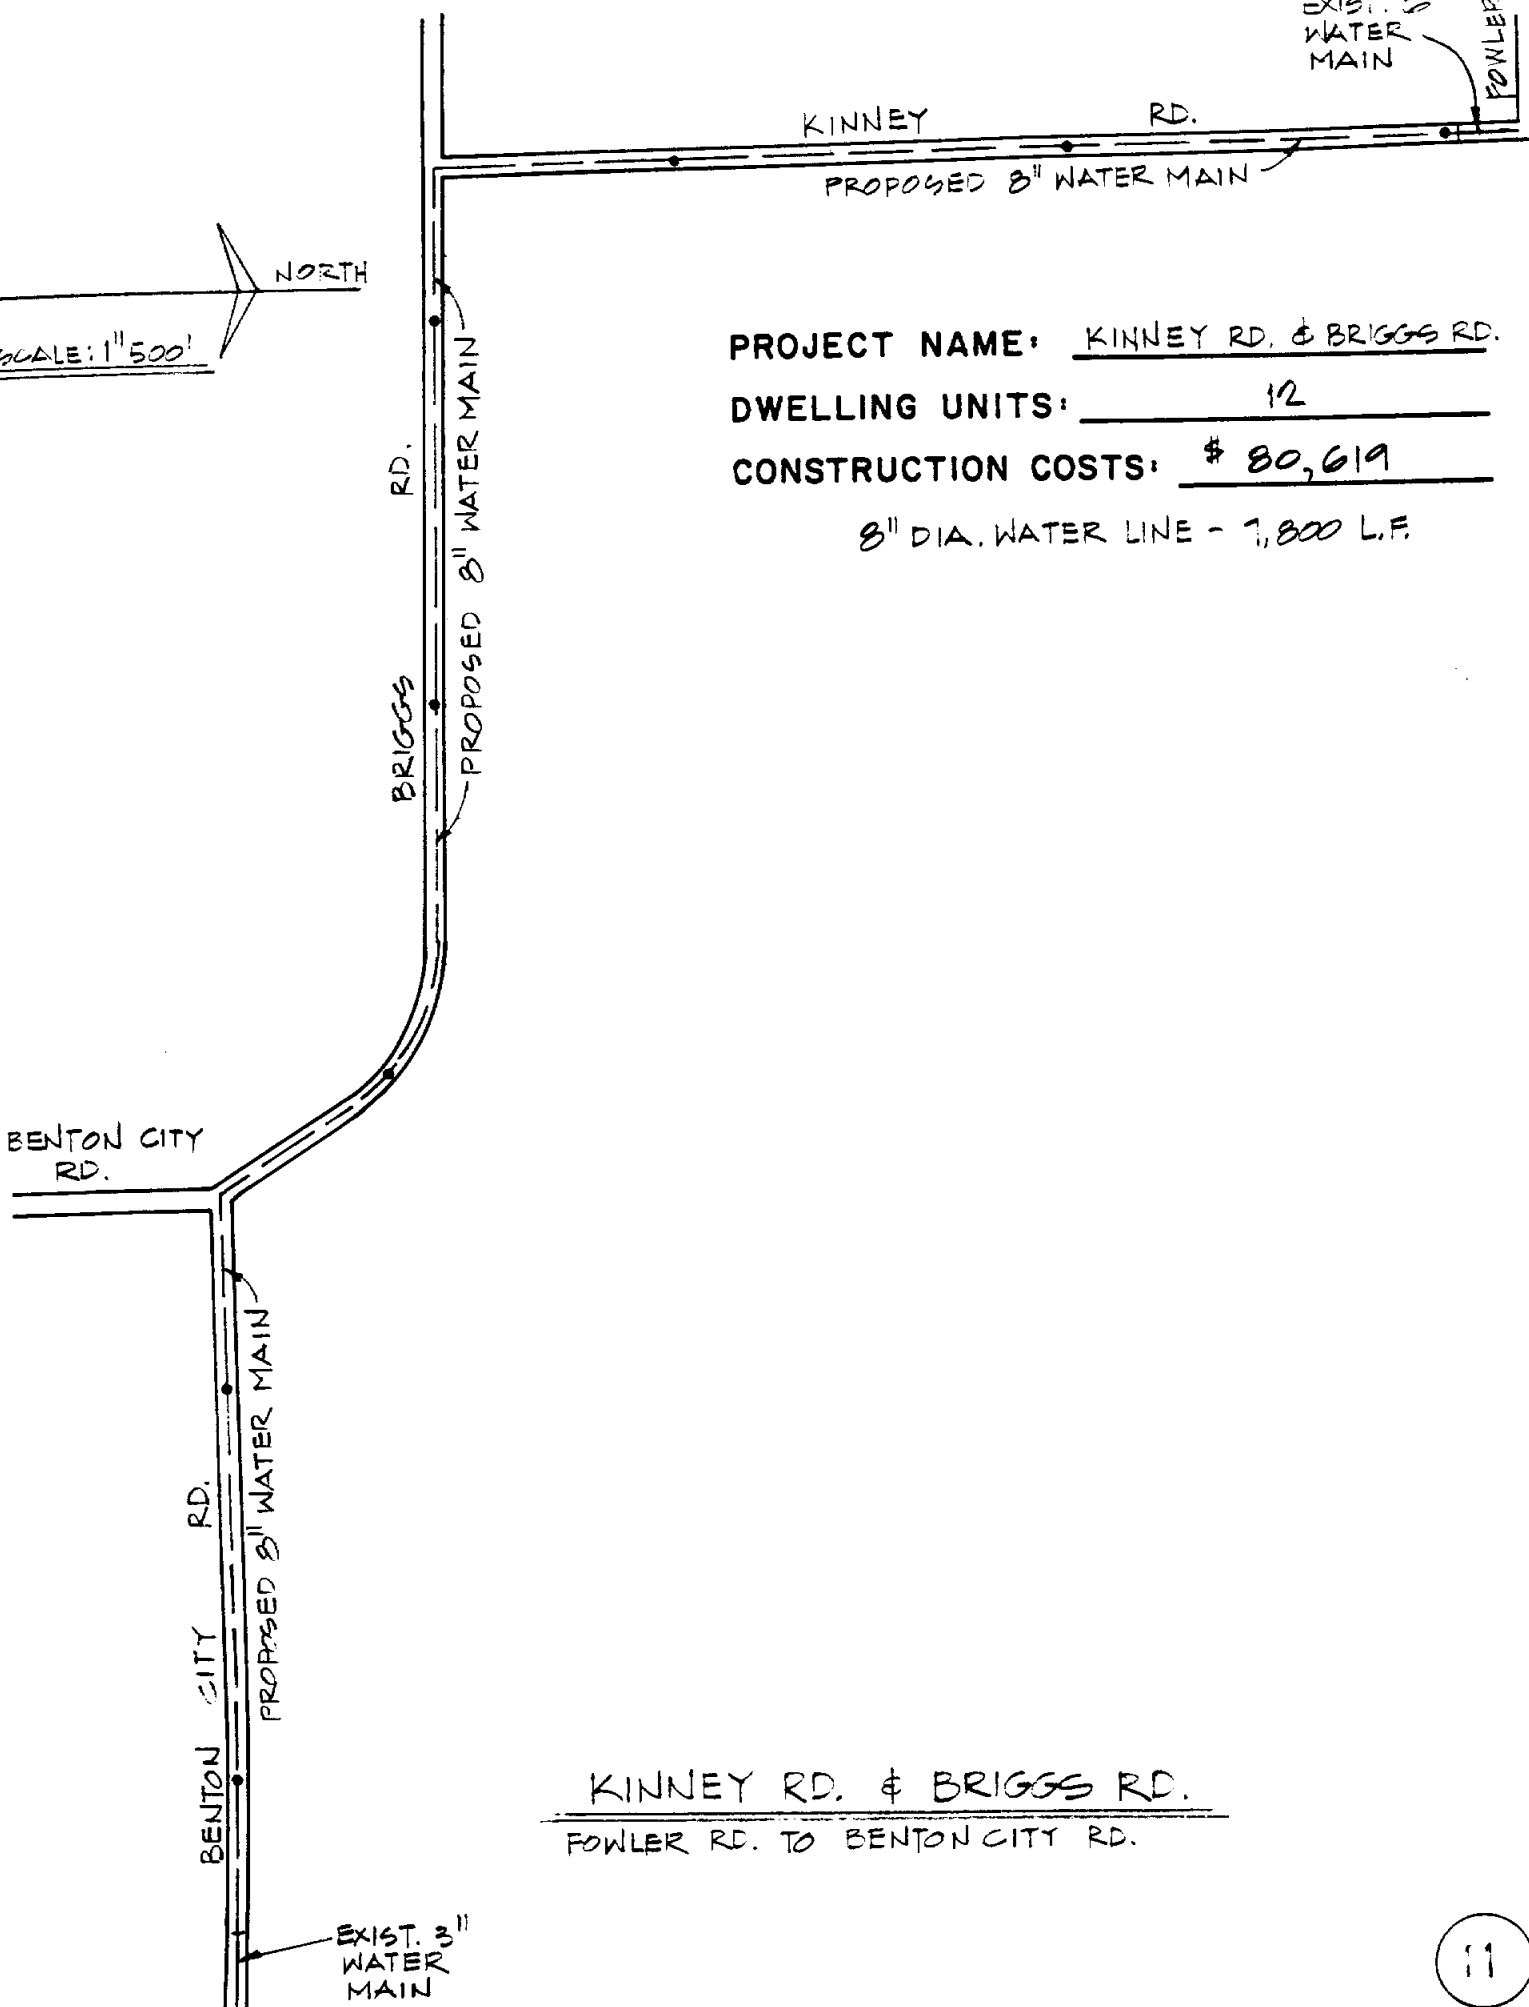 WATER
MAIN
KINNEY RD.
PROPOSED 8" WATER MAIN
NORTH
SCALE: 1" 500'
PROJECT NAME: KINNEY RD. & BRIGGS RD.
DWELLING UNITS: 12
CONSTRUCTION COSTS: $ 80,619
8" DIA. WATER LINE - 7,800 L.F.
BRIGGS RD.
PROPOSED 8" WATER MAIN
BENTON CITY
RD.
PROPOSED 8" WATER MAIN
BENTON CITY RD.
KINNEY RD. & BRIGGS RD.
FOWLER RD. TO BENTON CITY RD.
EXIST. 3"
WATER
MAIN
11